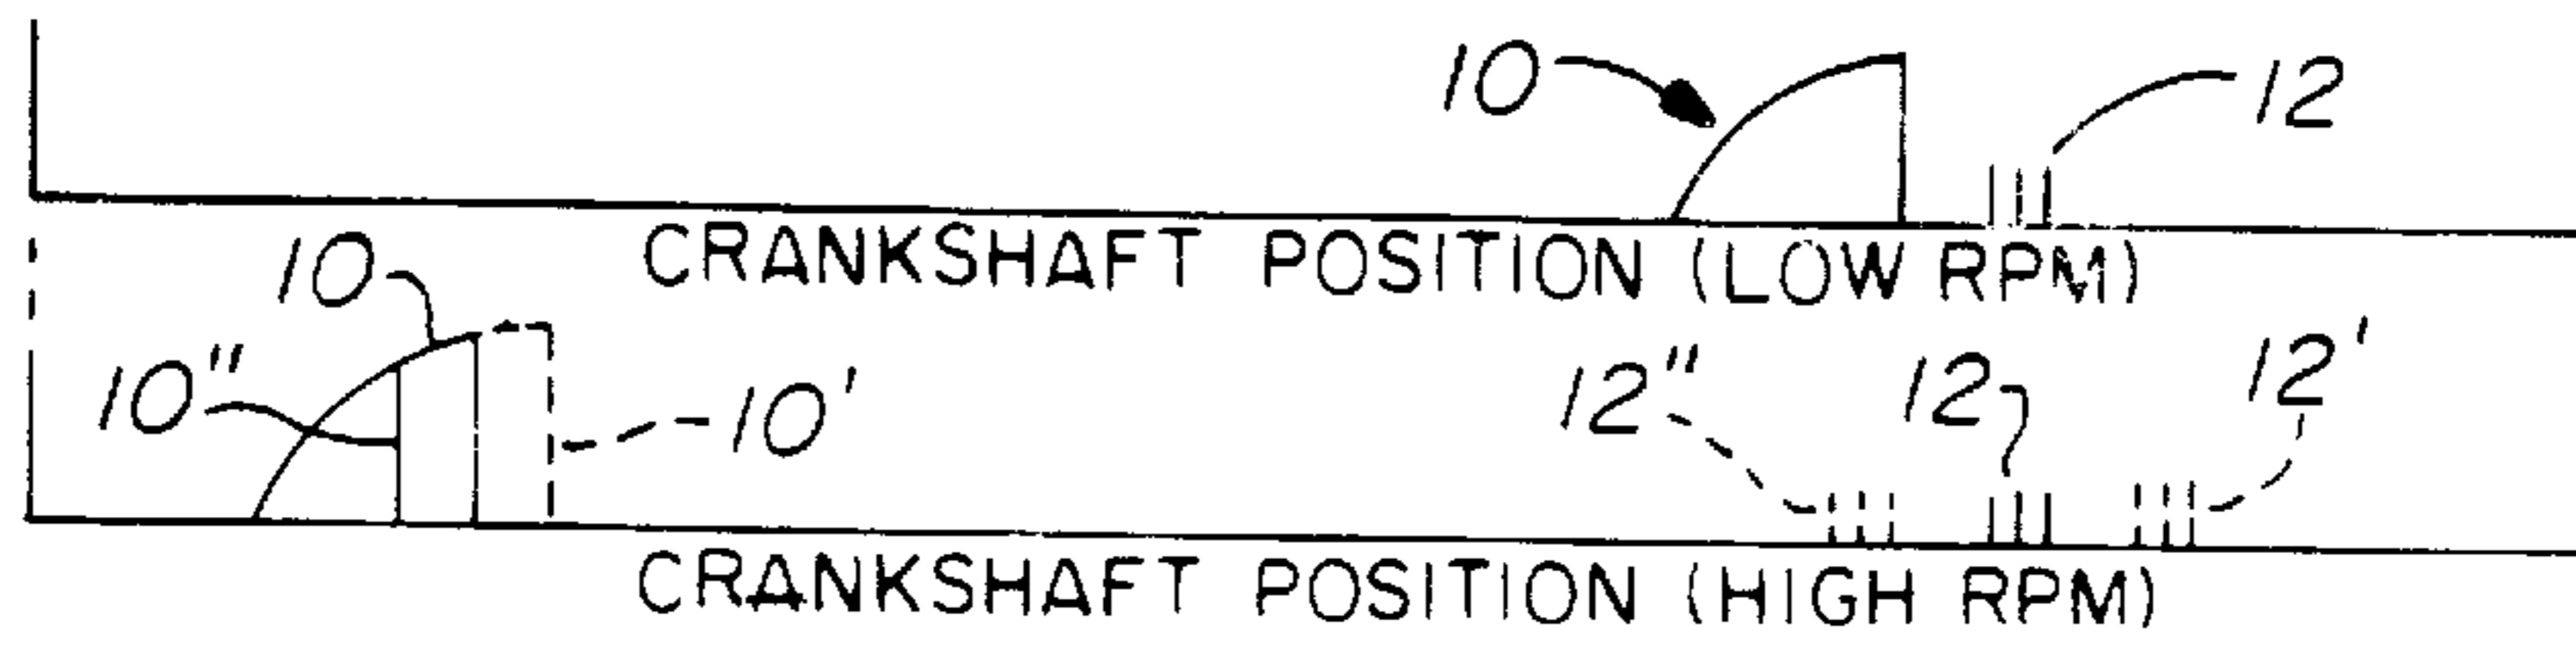 10 12
CRANKSHAFT POSITION (LOW RPM)
10
10" 10' 12" 12 12'
CRANKSHAFT POSITION (HIGH RPM)